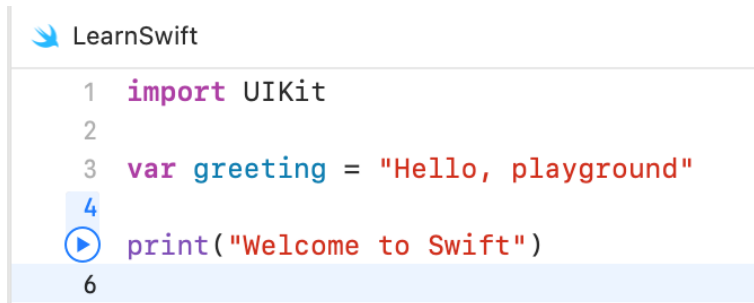 LearnSwift
1 import UIKit
2
3 var greeting = "Hello, playground"
4
print("Welcome to Swift")
6